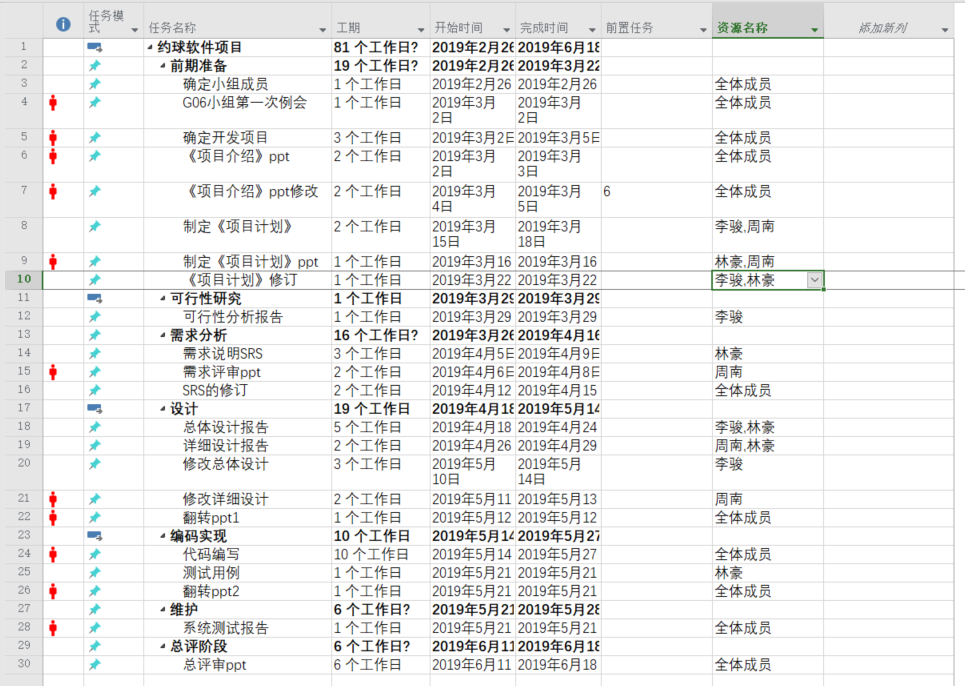 任务模式 任务名称 工期 开始时间 完成时间 前置任务 资源名称 添加新列
1 约球软件项目 81 个工作日? 2019年2月26 2019年6月18
2 前期准备 19 个工作日? 2019年2月26 2019年3月22
3 确定小组成员 1 个工作日 2019年2月26 2019年2月26 全体成员
4 G06小组第一次例会 1 个工作日 2019年3月2日 2019年3月2日 全体成员
5 确定开发项目 3 个工作日 2019年3月2日 2019年3月5日 全体成员
6 《项目介绍》ppt 2 个工作日 2019年3月2日 2019年3月3日 全体成员
7 《项目介绍》ppt修改 2 个工作日 2019年3月4日 2019年3月5日 6 全体成员
8 制定《项目计划》 2 个工作日 2019年3月15日 2019年3月18日 李骏,周南
9 制定《项目计划》ppt 1 个工作日 2019年3月16 2019年3月16 林豪,周南
10 《项目计划》修订 1 个工作日 2019年3月22 2019年3月22 李骏,林豪
11 可行性研究 1 个工作日 2019年3月29 2019年3月29
12 可行性分析报告 1 个工作日 2019年3月29 2019年3月29 李骏
13 需求分析 16 个工作日? 2019年3月26 2019年4月16
14 需求说明SRS 3 个工作日 2019年4月5日 2019年4月9日 林豪
15 需求评审ppt 2 个工作日 2019年4月6日 2019年4月8日 周南
16 SRS的修订 2 个工作日 2019年4月12 2019年4月15 全体成员
17 设计 19 个工作日 2019年4月18 2019年5月14
18 总体设计报告 5 个工作日 2019年4月18 2019年4月24 李骏,林豪
19 详细设计报告 2 个工作日 2019年4月26 2019年4月29 周南,林豪
20 修改总体设计 3 个工作日 2019年5月10日 2019年5月14日 李骏
21 修改详细设计 2 个工作日 2019年5月11 2019年5月13 周南
22 翻转ppt1 1 个工作日 2019年5月12 2019年5月12 全体成员
23 编码实现 10 个工作日 2019年5月14 2019年5月27
24 代码编写 10 个工作日 2019年5月14 2019年5月27 全体成员
25 测试用例 1 个工作日 2019年5月21 2019年5月21 林豪
26 翻转ppt2 1 个工作日 2019年5月21 2019年5月21 全体成员
27 维护 6 个工作日? 2019年5月21 2019年5月28
28 系统测试报告 1 个工作日 2019年5月21 2019年5月21 全体成员
29 总评阶段 6 个工作日? 2019年6月11 2019年6月18
30 总评审ppt 6 个工作日 2019年6月11 2019年6月18 全体成员